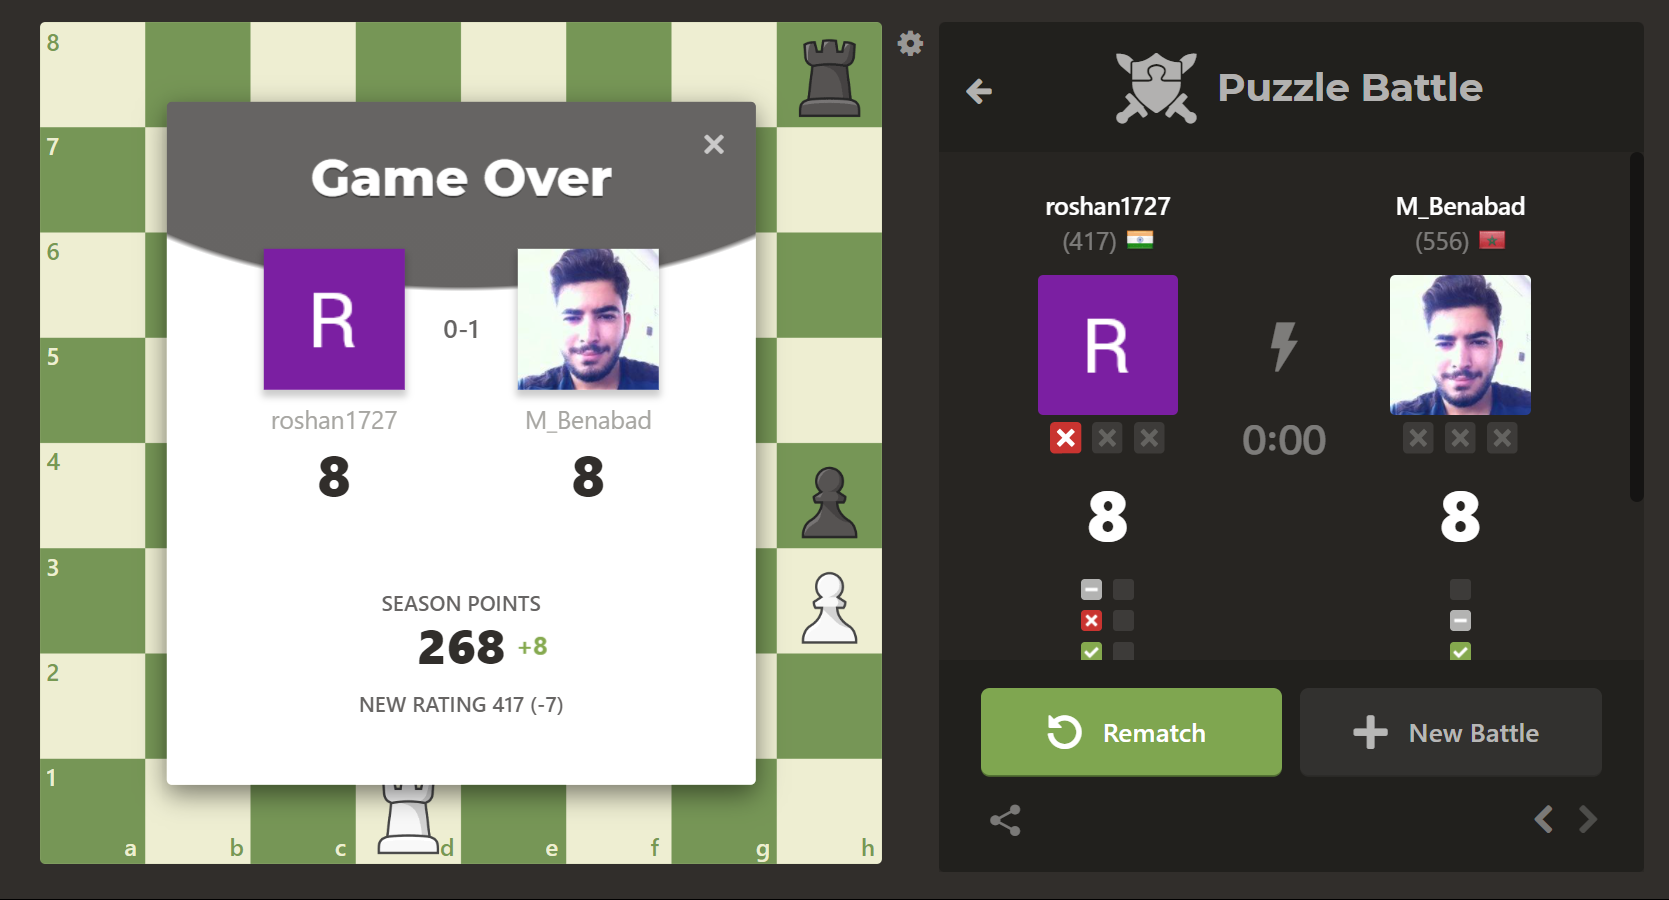 8
7
6
5
4
3
2
1
a b c d e f g h
Game Over
R
0-1
roshan1727 M_Benabad
8 8
SEASON POINTS
268 +8
NEW RATING 417 (-7)
Puzzle Battle
roshan1727 M_Benabad
(417) (556)
R
0:00
8 8
Rematch New Battle